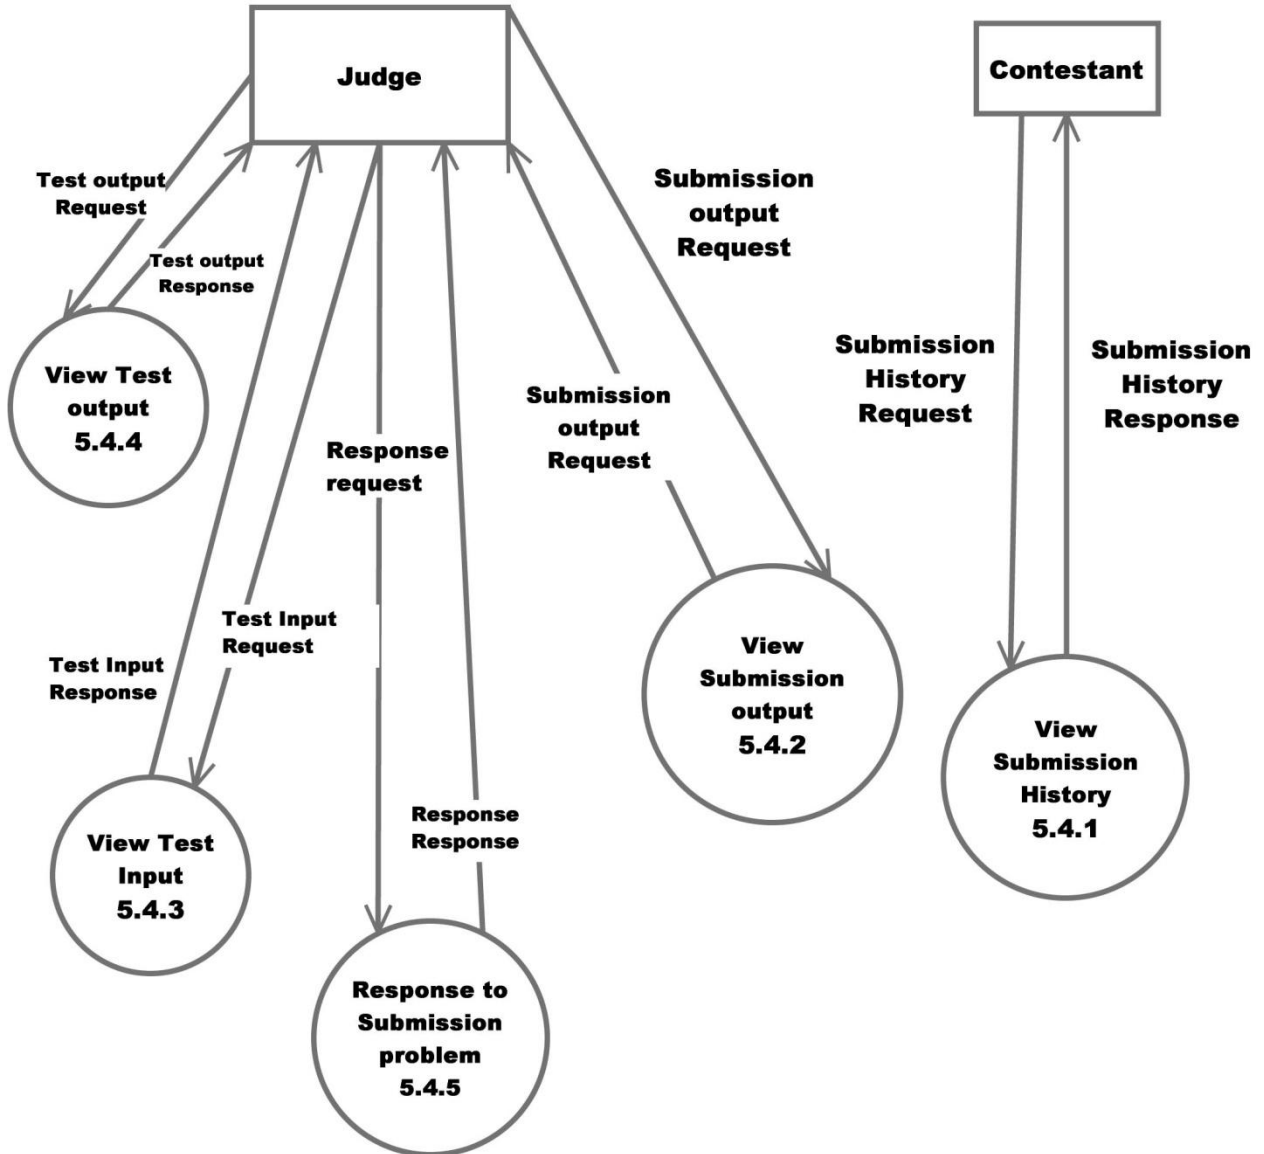 Judge
Contestant
Test output
Request
Test output
Response
Submission
output
Request
Submission
History
Request
Submission
History
Response
View Test
output
5.4.4
Submission
output
Request
Response
request
Test Input
Request
Test Input
Response
View
Submission
output
5.4.2
View
Submission
History
5.4.1
Response
Response
View Test
Input
5.4.3
Response to
Submission
problem
5.4.5